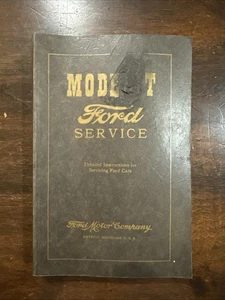 MODEL T
Ford
SERVICE
Detailed Instructions for
Servicing Ford Cars
Ford Motor Company
DETROIT, MICHIGAN, U.S.A.